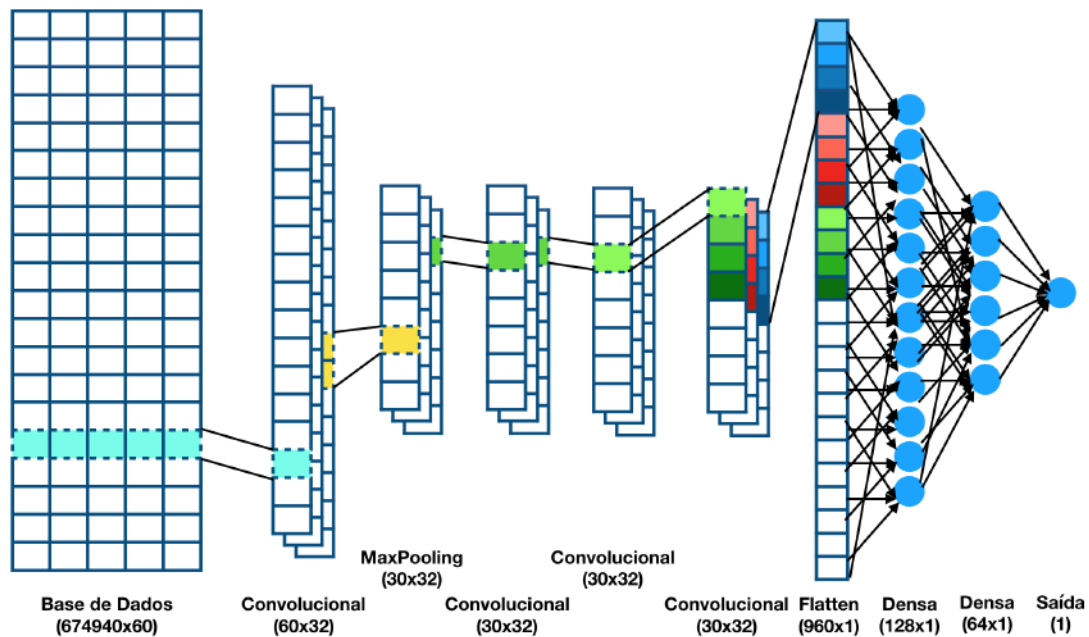 MaxPooling
(30x32)
Convolucional
(30x32)
Base de Dados
(674940x60)
Convolucional
(60x32)
Convolucional
(30x32)
Convolucional
(30x32)
Flatten
(960x1)
Densa
(128x1)
Densa
(64x1)
Saída
(1)